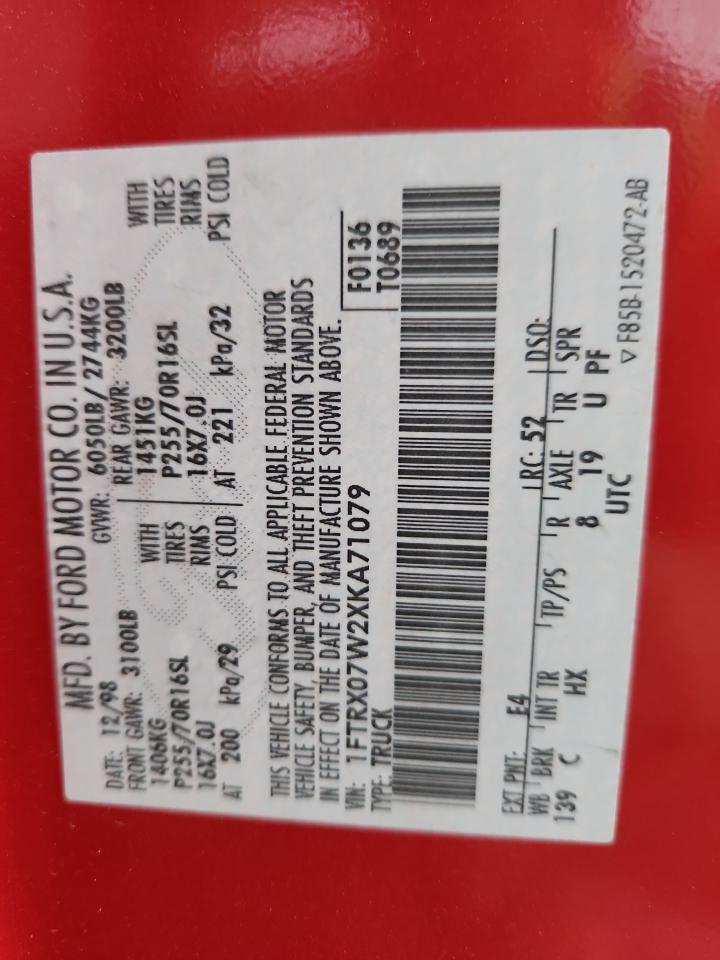 MFD. BY FORD MOTOR CO. IN U.S.A.
DATE: 12/98 GVWR: 6050LB/ 2744KG
FRONT GAWR: 3100LB REAR GAWR: 3200LB
1406KG WITH 1451KG WITH
P255/70R16SL TIRES P255/70R16SL TIRES
16X7.0J RIMS 16X7.0J RIMS
AT 200 kPa/29 PSI COLD AT 221 kPa/32 PSI COLD
THIS VEHICLE CONFORMS TO ALL APPLICABLE FEDERAL MOTOR
VEHICLE SAFETY, BUMPER, AND THEFT PREVENTION STANDARDS
IN EFFECT ON THE DATE OF MANUFACTURE SHOWN ABOVE.
VIN: 1FTRX07W2XKA71079 F0136
TYPE: TRUCK T0689
EXT PNT: E4 RC: 52 DSO:
WB BRK INT TR TP/PS R AXLE TR SPR
139 C HX 8 19 U PF
UTC
▽ F85B-1520472-AB